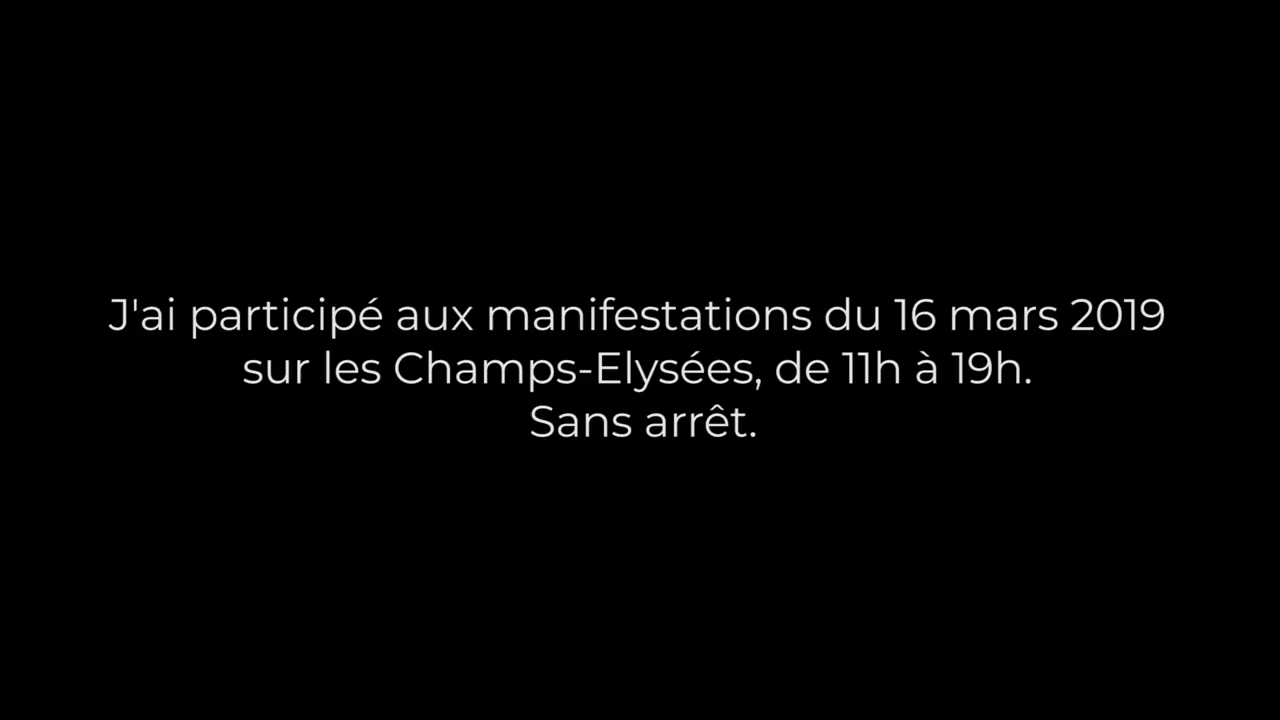 J'ai participé aux manifestations du 16 mars 2019
sur les Champs-Elysées, de 11h à 19h.
Sans arrêt.